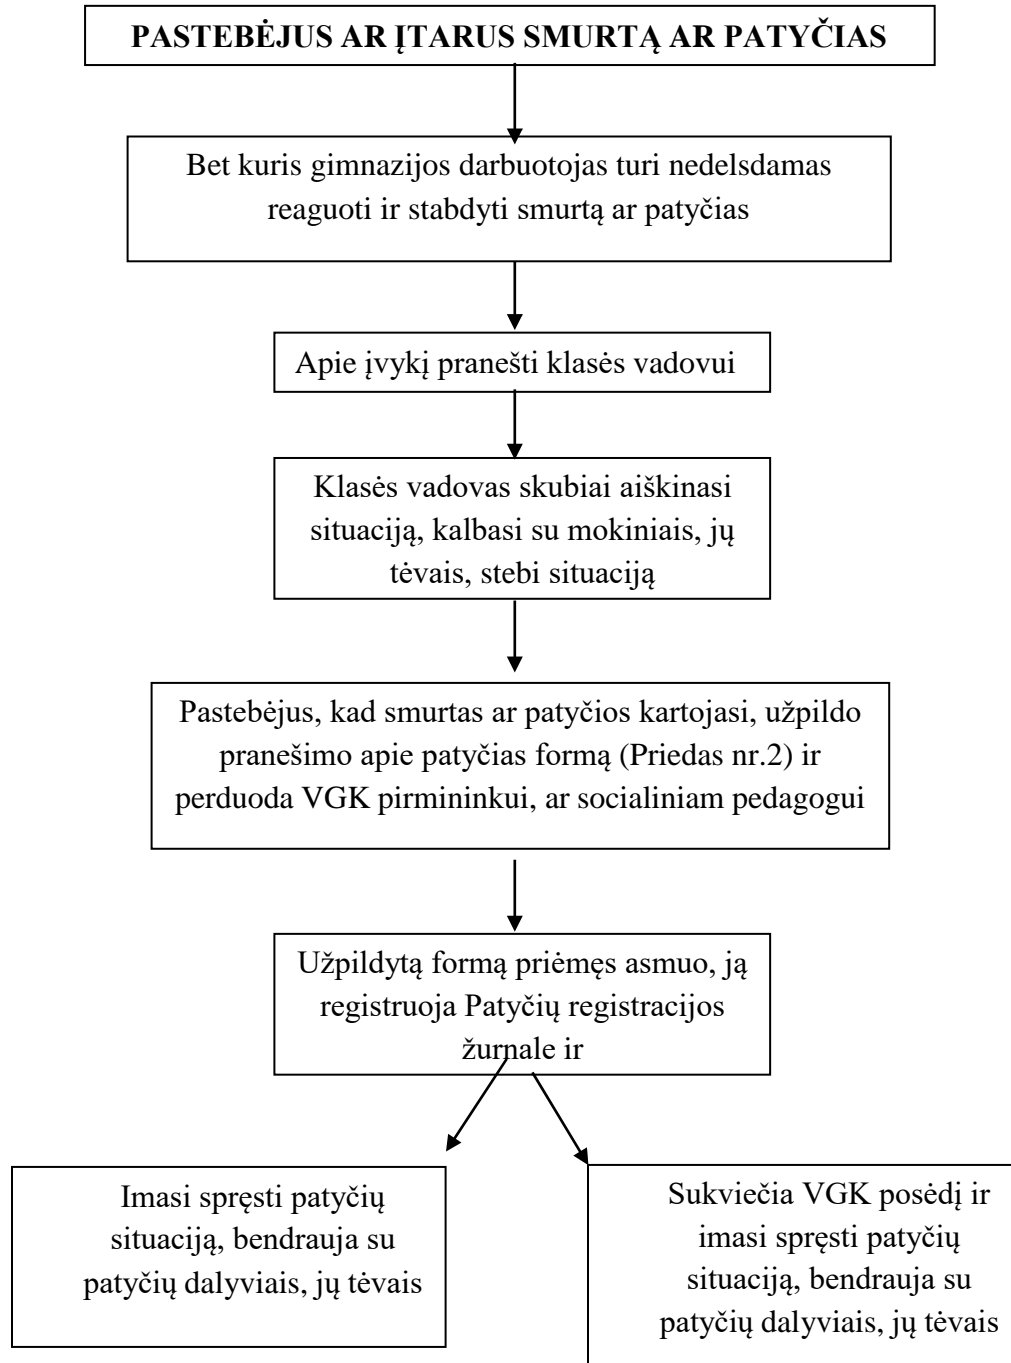 PASTEBĖJUS AR ĮTARUS SMURTĄ AR PATYČIAS
Bet kuris gimnazijos darbuotojas turi nedelsdamas
reaguoti ir stabdyti smurtą ar patyčias
Apie įvykį pranešti klasės vadovui
Klasės vadovas skubiai aiškinasi
situaciją, kalbasi su mokiniais, jų
tėvais, stebi situaciją
Pastebėjus, kad smurtas ar patyčios kartojasi, užpildo
pranešimo apie patyčias formą (Priedas nr.2) ir
perduoda VGK pirmininkui, ar socialiniam pedagogui
Užpildytą formą priėmęs asmuo, ją
registruoja Patyčių registracijos
žurnale ir
Imasi spręsti patyčių
situaciją, bendrauja su
patyčių dalyviais, jų tėvais
Sukviečia VGK posėdį ir
imasi spręsti patyčių
situaciją, bendrauja su
patyčių dalyviais, jų tėvais